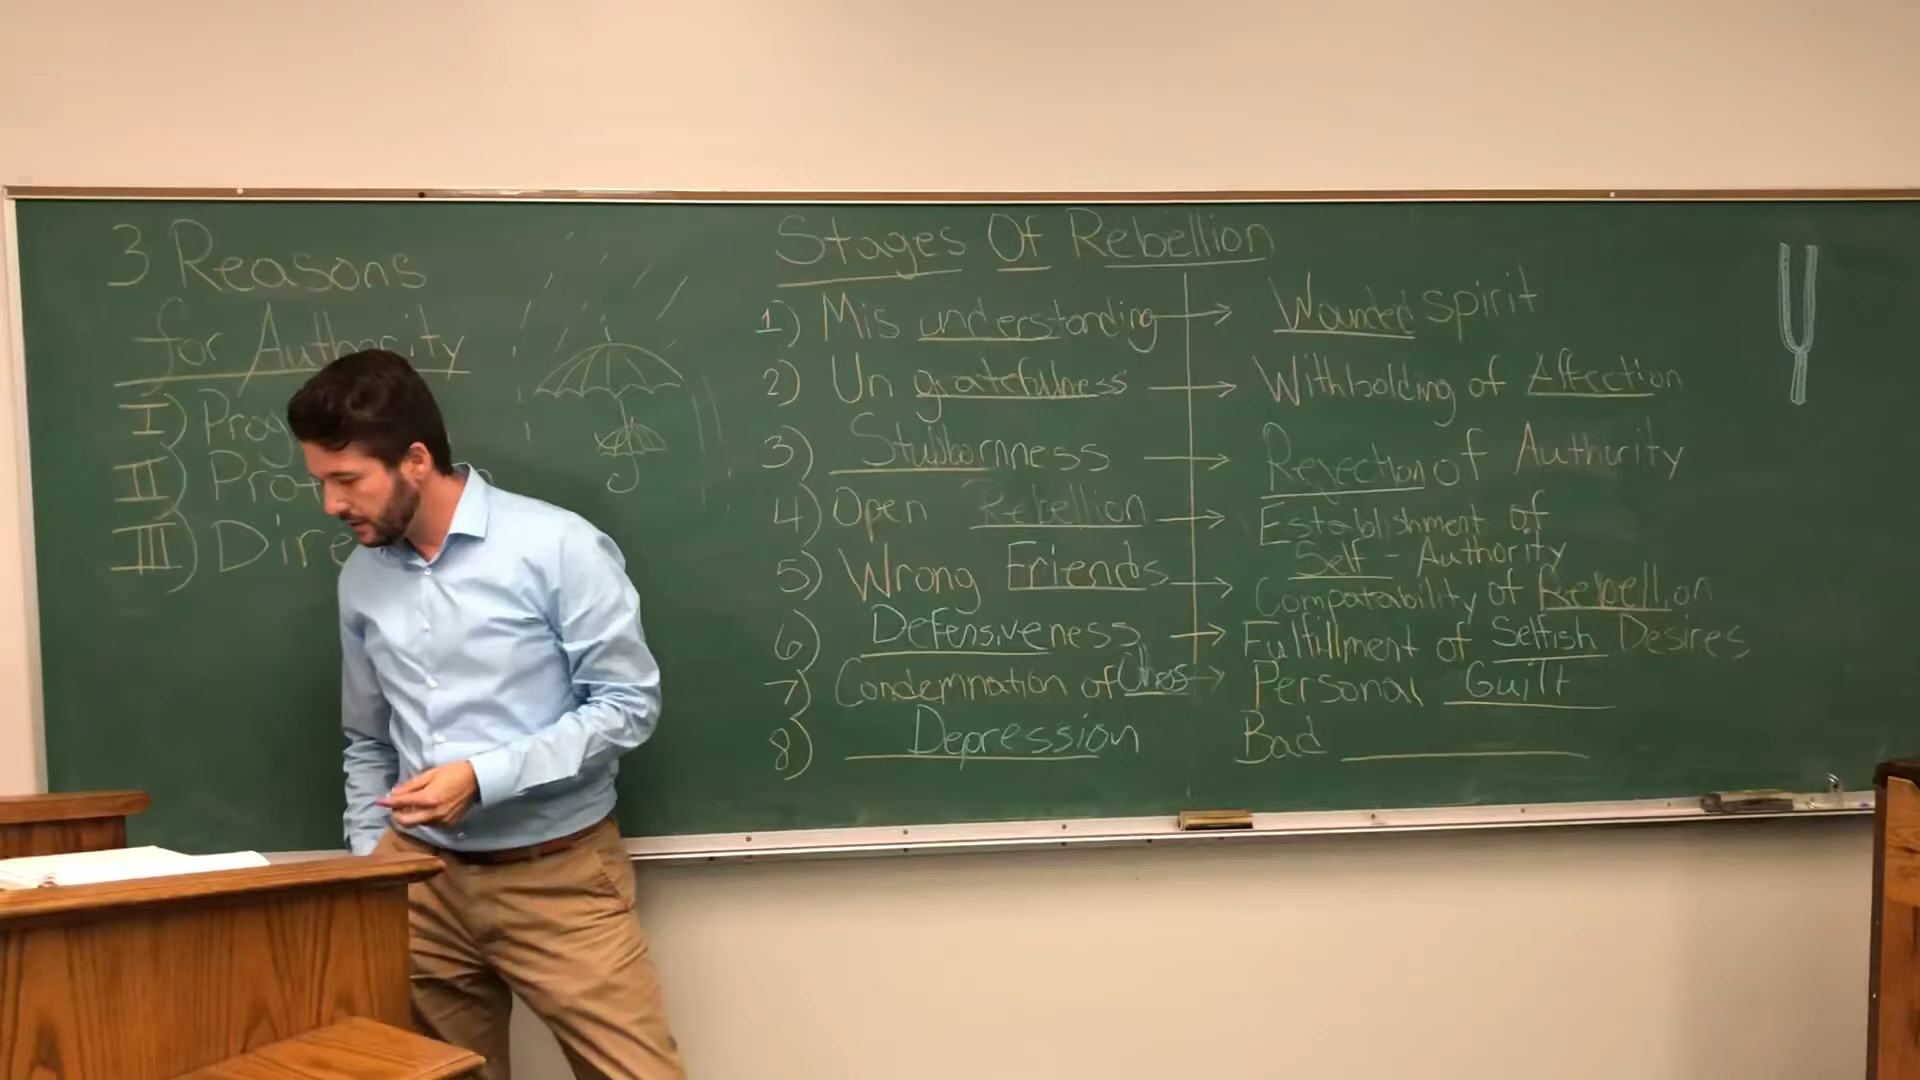 3 Reasons
for Authority
I) Prog
II) Pro
III) Dire
Stages Of Rebellion
1) Mis understanding → Wounded spirit
2) Un gratefulness → Withholding of Affection
3) Stubbornness → Rejection of Authority
4) Open Rebellion → Establishment of
Self - Authority
5) Wrong Friends → Compatability of Rebellion
6) Defensiveness → Fulfillment of Selfish Desires
7) Condemnation of Others → Personal Guilt
8) Depression Bad